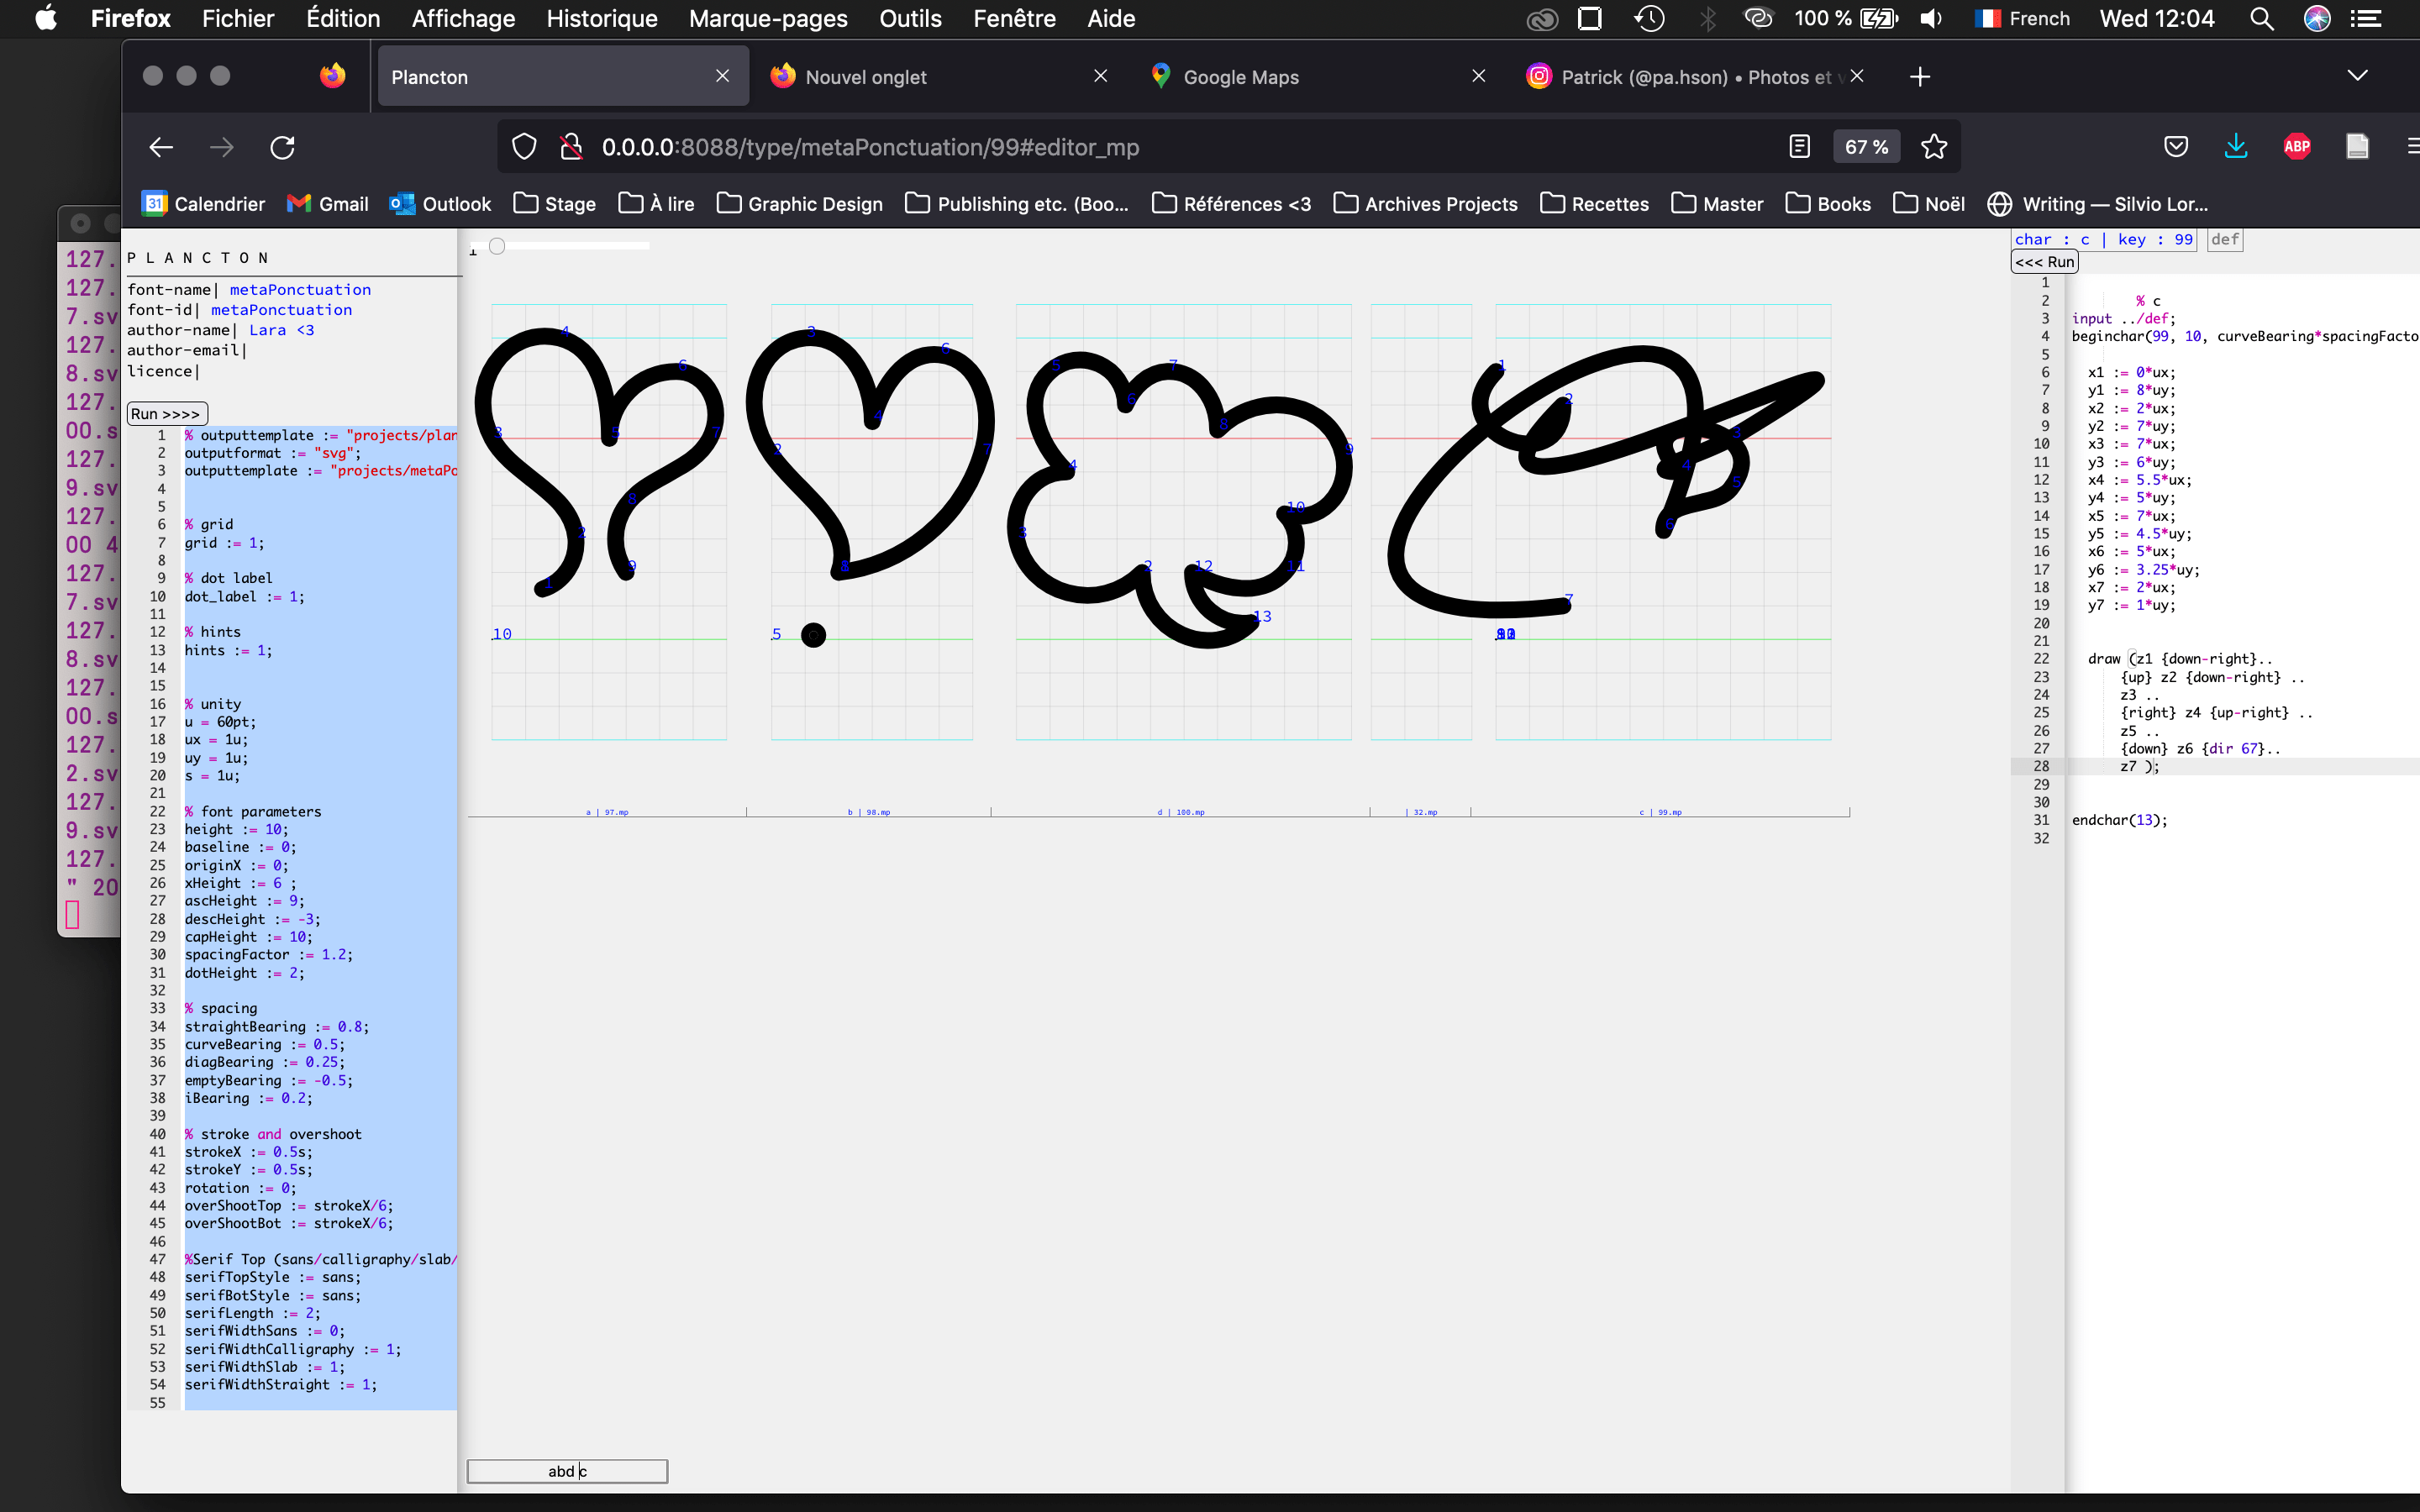 Firefox Fichier Édition Affichage Historique Marque-pages Outils Fenêtre Aide 100 % French Wed 12:04
Plancton Nouvel onglet Google Maps Patrick (@pa.hson) • Photos et v
0.0.0.0:8088/type/metaPonctuation/99#editor_mp 67 % ABP
31 Calendrier Gmail Outlook Stage À lire Graphic Design Publishing etc. (Boo... Références <3 Archives Projects Recettes Master Books Noël Writing — Silvio Lor...
127.
127.
7.sv
127.
8.sv
127.
00.s
127.
9.sv
127.
00 4
127.
7.sv
127.
8.sv
127.
00.s
127.
2.sv
127.
9.sv
127.
" 20
P L A N C T O N
font-name| metaPonctuation
font-id| metaPonctuation
author-name| Lara <3
author-email|
licence|
Run >>>>
1 % outputtemplate := "projects/plan
2 outputformat := "svg";
3 outputtemplate := "projects/metaPo
4
5
6 % grid
7 grid := 1;
8
9 % dot label
10 dot_label := 1;
11
12 % hints
13 hints := 1;
14
15
16 % unity
17 u = 60pt;
18 ux = 1u;
19 uy = 1u;
20 s = 1u;
21
22 % font parameters
23 height := 10;
24 baseline := 0;
25 originX := 0;
26 xHeight := 6 ;
27 ascHeight := 9;
28 descHeight := -3;
29 capHeight := 10;
30 spacingFactor := 1.2;
31 dotHeight := 2;
32
33 % spacing
34 straightBearing := 0.8;
35 curveBearing := 0.5;
36 diagBearing := 0.25;
37 emptyBearing := -0.5;
38 iBearing := 0.2;
39
40 % stroke and overshoot
41 strokeX := 0.5s;
42 strokeY := 0.5s;
43 rotation := 0;
44 overShootTop := strokeX/6;
45 overShootBot := strokeX/6;
46
47 %Serif Top (sans/calligraphy/slab/
48 serifTopStyle := sans;
49 serifBotStyle := sans;
50 serifLength := 2;
51 serifWidthSans := 0;
52 serifWidthCalligraphy := 1;
53 serifWidthSlab := 1;
54 serifWidthStraight := 1;
55
1
4 6 3 5 7 2 8 9 1 10
3 6 4 2 7 5
5 7 6 8 9 4 10 3 2 12 11 13
1 2 3 4 5 6 7
a | 97.mp b | 98.mp d | 100.mp | 32.mp c | 99.mp
abd c
char : c | key : 99 def
<<< Run
1
2 % c
3 input ../def;
4 beginchar(99, 10, curveBearing*spacingFacto
5
6 x1 := 0*ux;
7 y1 := 8*uy;
8 x2 := 2*ux;
9 y2 := 7*uy;
10 x3 := 7*ux;
11 y3 := 6*uy;
12 x4 := 5.5*ux;
13 y4 := 5*uy;
14 x5 := 7*ux;
15 y5 := 4.5*uy;
16 x6 := 5*ux;
17 y6 := 3.25*uy;
18 x7 := 2*ux;
19 y7 := 1*uy;
20
21
22 draw (z1 {down-right}..
23 {up} z2 {down-right} ..
24 z3 ..
25 {right} z4 {up-right} ..
26 z5 ..
27 {down} z6 {dir 67}..
28 z7 );
29
30
31 endchar(13);
32